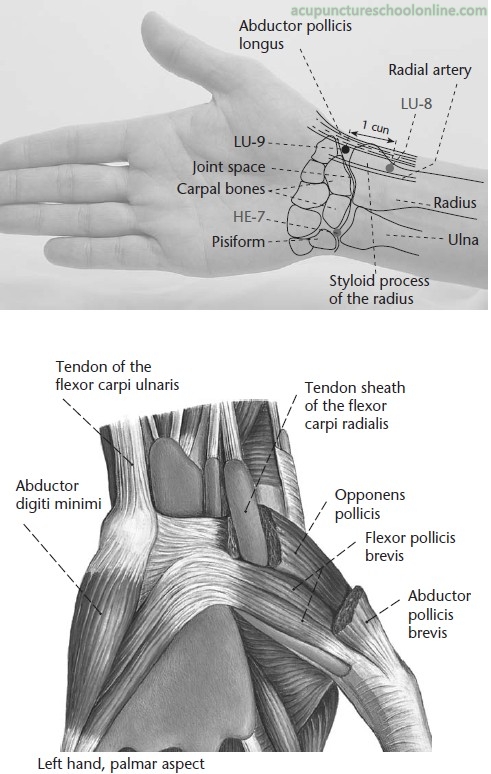 acupunctureschoolonline.com
Abductor pollicis
longus
Radial artery
LU-8
1 cun
LU-9
Joint space
Carpal bones
HE-7
Pisiform
Radius
Ulna
Styloid process
of the radius
Tendon of the
flexor carpi ulnaris
Tendon sheath
of the flexor
carpi radialis
Abductor
digiti minimi
Opponens
pollicis
Flexor pollicis
brevis
Abductor
pollicis
brevis
Left hand, palmar aspect